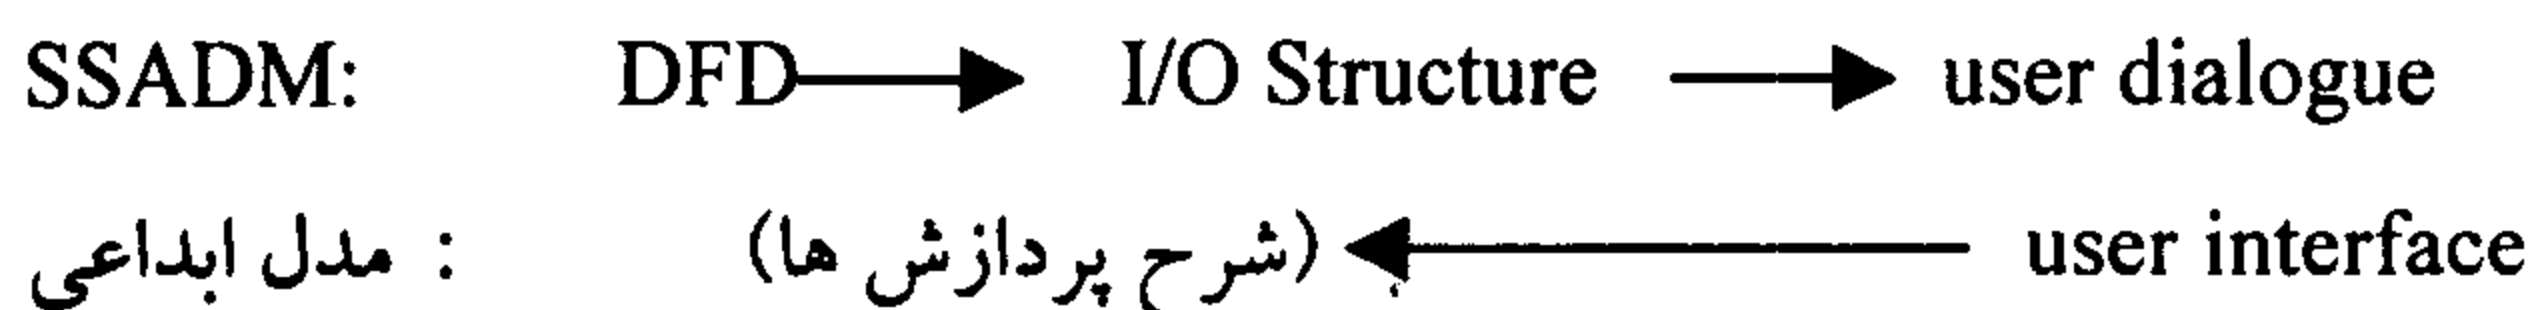 SSADM: DFD → I/O Structure → user dialogue
مدل ابداعی : (شرح پردازش ها) ← user interface